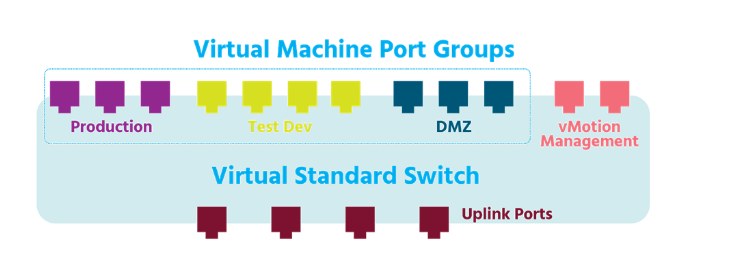 Virtual Machine Port Groups
Production
Test Dev
DMZ
vMotion
Management
Virtual Standard Switch
Uplink Ports